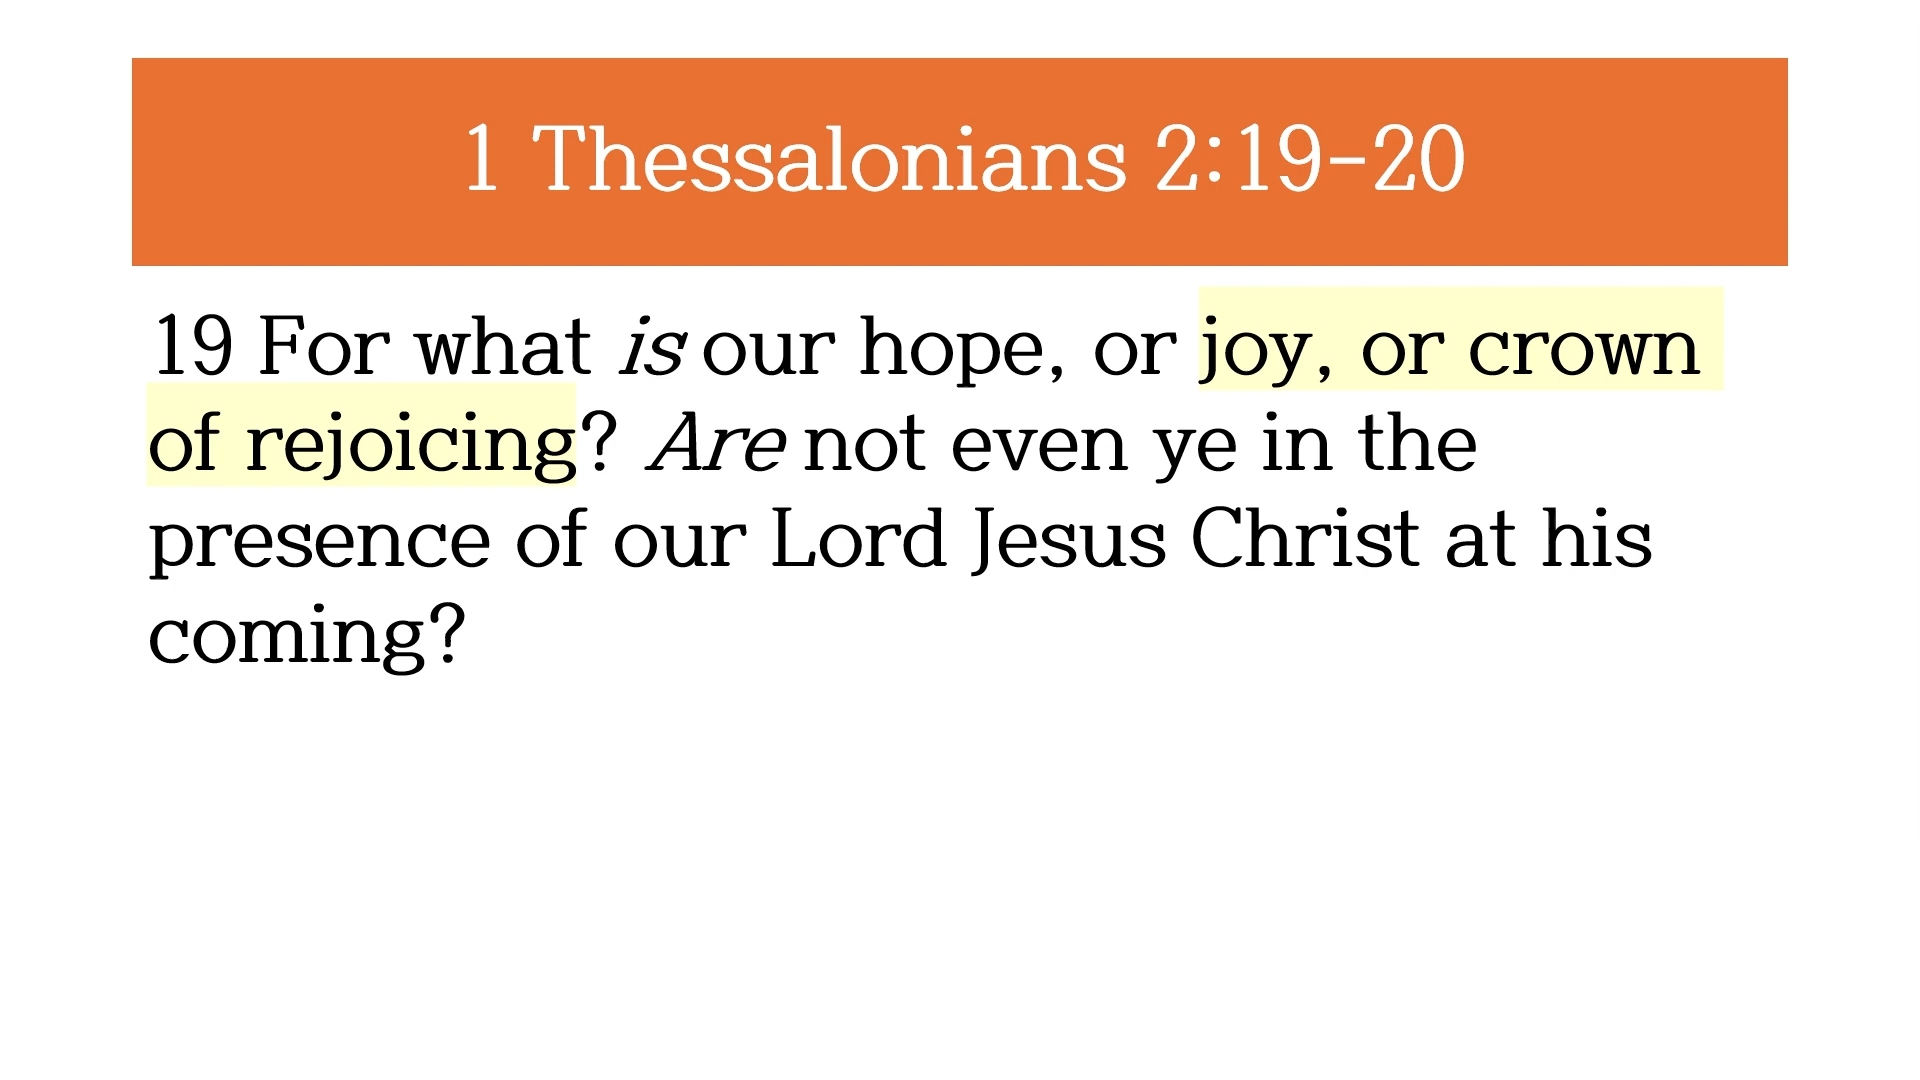 1 Thessalonians 2:19-20
19 For what is our hope, or joy, or crown
of rejoicing? Are not even ye in the
presence of our Lord Jesus Christ at his
coming?